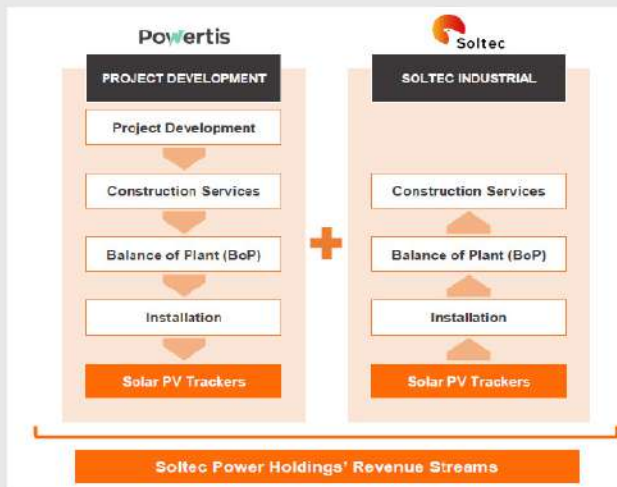 Powertis
PROJECT DEVELOPMENT
Project Development
Construction Services
Balance of Plant (BoP)
Installation
Solar PV Trackers
+
Soltec
SOLTEC INDUSTRIAL
Construction Services
Balance of Plant (BoP)
Installation
Solar PV Trackers
Soltec Power Holdings' Revenue Streams